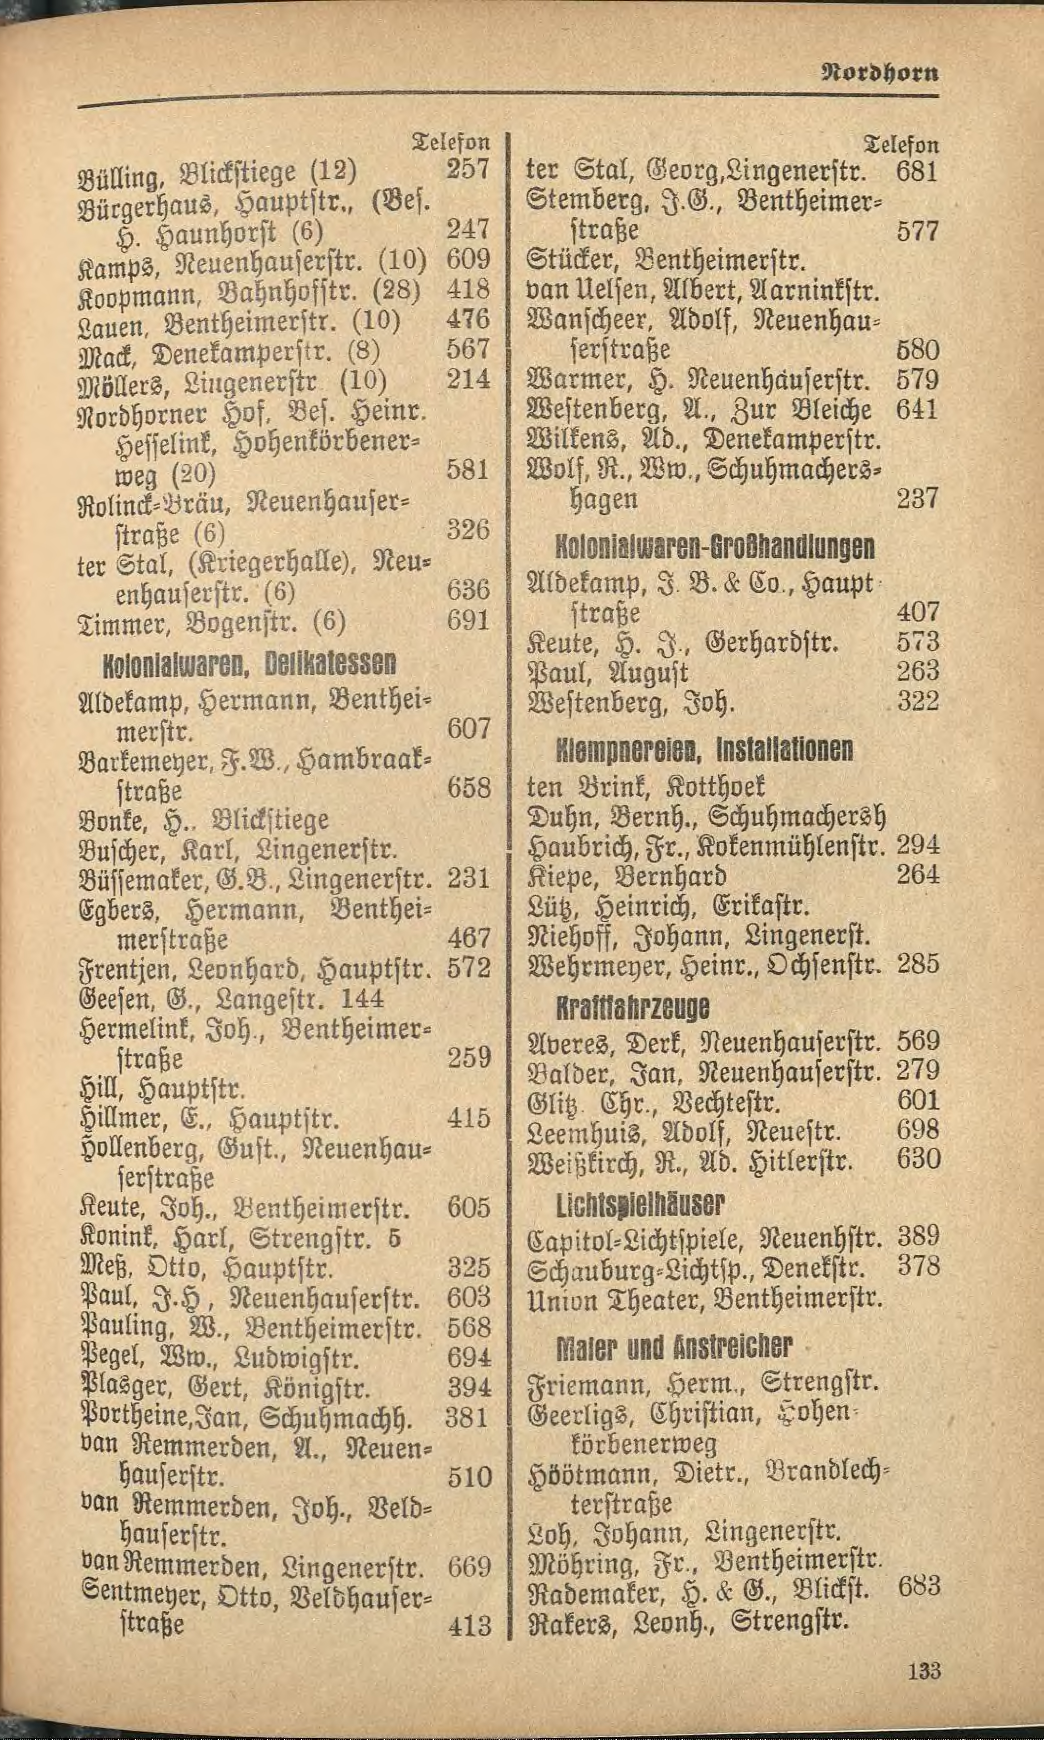 Nordhorn
Telefon
Bülling, Blickstiege (12) 257
Bürgerhaus, Hauptstr., (Bes.
H. Haunhorst (6) 247
Kamps, Neuenhauserstr. (10) 609
Koopmann, Bahnhofstr. (28) 418
Lauen, Bentheimerstr. (10) 476
Mack, Denekamperstr. (8) 567
Möllers, Lingenerstr (10) 214
Nordhorner Hof, Bes. Heinr.
Hesselink, Hohenkörbener-
weg (20) 581
Rolinck-Bräu, Neuenhauser-
straße (6) 326
ter Stal, (Kriegerhalle), Neu-
enhauserstr. (6) 636
Timmer, Bogenstr. (6) 691
Kolonialwaren, Delikatessen
Aldekamp, Hermann, Benthei-
merstr. 607
Barkemeyer, F.W., Hambraak-
straße 658
Bonke, H., Blickstiege
Buscher, Karl, Lingenerstr.
Büssemaker, G.B., Lingenerstr. 231
Egbers, Hermann, Benthei-
merstraße 467
Frentjen, Leonhard, Hauptstr. 572
Geesen, G., Langestr. 144
Hermelink, Joh., Bentheimer-
straße 259
Hill, Hauptstr.
Hillmer, E., Hauptstr. 415
Hollenberg, Gust., Neuenhau-
serstraße
Keute, Joh., Bentheimerstr. 605
Konink, Harl, Strengstr. 5
Meß, Otto, Hauptstr. 325
Paul, J.H, Neuenhauserstr. 603
Pauling, W., Bentheimerstr. 568
Pegel, Ww., Ludwigstr. 694
Plasger, Gert, Königstr. 394
Portheine,Jan, Schuhmachh. 381
van Remmerden, A., Neuen-
hauserstr. 510
van Remmerden, Joh., Veld-
hauserstr.
van Remmerden, Lingenerstr. 669
Sentmeyer, Otto, Veldhauser-
straße 413
Telefon
ter Stal, Georg,Lingenerstr. 681
Stemberg, J.G., Bentheimer-
straße 577
Stücker, Bentheimerstr.
van Uelsen, Albert, Aarninkstr.
Wanscheer, Adolf, Neuenhau-
serstraße 580
Warmer, H. Neuenhäuserstr. 579
Westenberg, A., Zur Bleiche 641
Wilkens, Ad., Denekamperstr.
Wolf, R., Ww., Schuhmachers-
hagen 237
Kolonialwaren-Großhandlungen
Aldekamp, J. B. & Co., Haupt-
straße 407
Keute, H. J., Gerhardstr. 573
Paul, August 263
Westenberg, Joh. 322
Klempnereien, Installationen
ten Brink, Kotthoek
Duhn, Bernh., Schuhmachersh
Haubrich, Fr., Kokenmühlenstr. 294
Kiepe, Bernhard 264
Lütz, Heinrich, Erikastr.
Niehoff, Johann, Lingenerst.
Wehrmeyer, Heinr., Ochsenstr. 285
Kraftfahrzeuge
Averes, Derk, Neuenhauserstr. 569
Balder, Jan, Neuenhauserstr. 279
Glitz Chr., Vechtestr. 601
Leemhuis, Adolf, Neuestr. 698
Weißkirch, R., Ad. Hitlerstr. 630
Lichtspielhäuser
Capitol-Lichtspiele, Neuenhstr. 389
Schauburg-Lichtsp., Denekstr. 378
Union Theater, Bentheimerstr.
Maler und Anstreicher
Friemann, Herm., Strengstr.
Geerligs, Christian, Hohen-
körbenerweg
Höötmann, Dietr., Brandlech-
terstraße
Loh, Johann, Lingenerstr.
Möhring, Fr., Bentheimerstr.
Rademaker, H. & G., Blickst. 683
Rakers, Leonh., Strengstr.
133